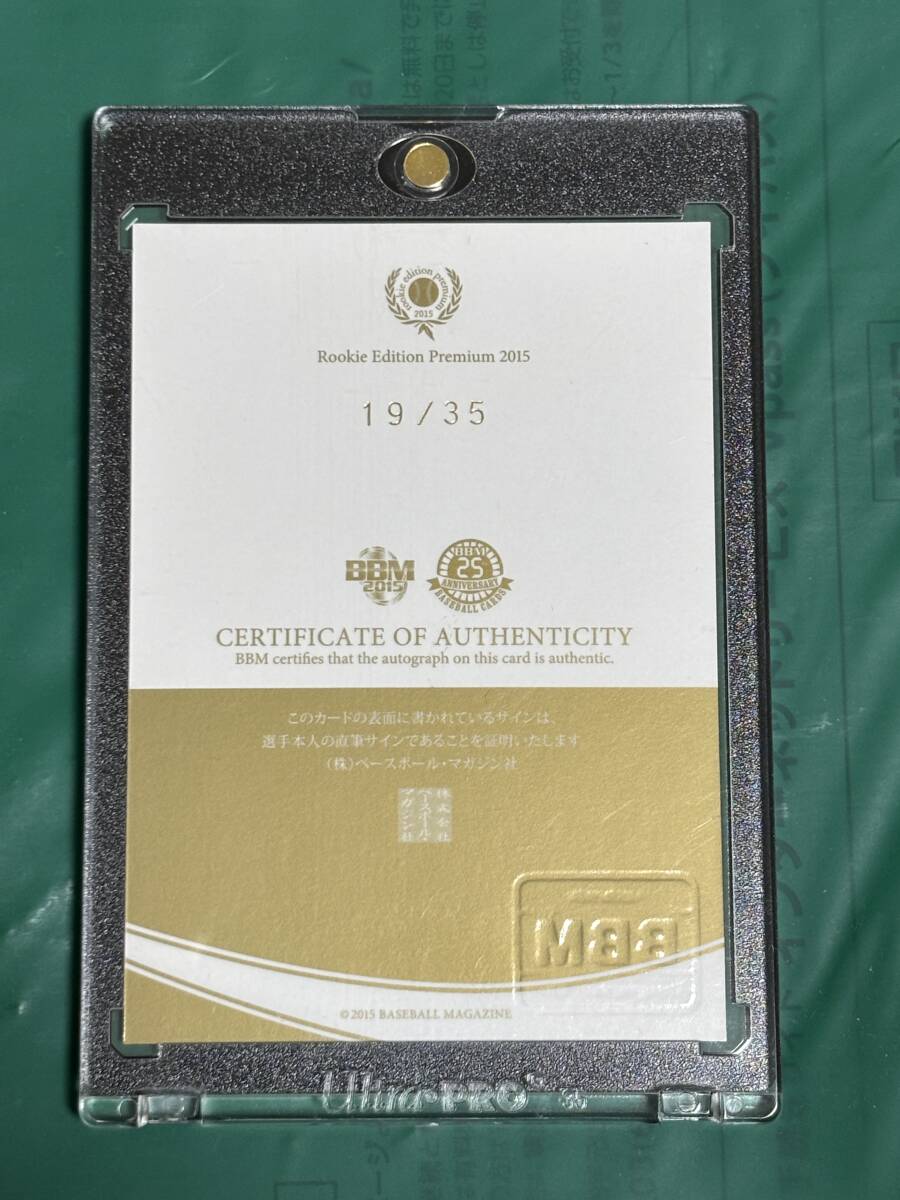 rookie edition premium
2015
Rookie Edition Premium 2015
19/35
BBM
2015
BBM
25
ANNIVERSARY
BASEBALL CARDS
CERTIFICATE OF AUTHENTICITY
BBM certifies that the autograph on this card is authentic.
このカードの表面に書かれているサインは、
選手本人の直筆サインであることを証明いたします
(株)ベースボール・マガジン社
株式会社
ベースボール・
マガジン社
BBM
©2015 BASEBALL MAGAZINE
Ultra·PRO